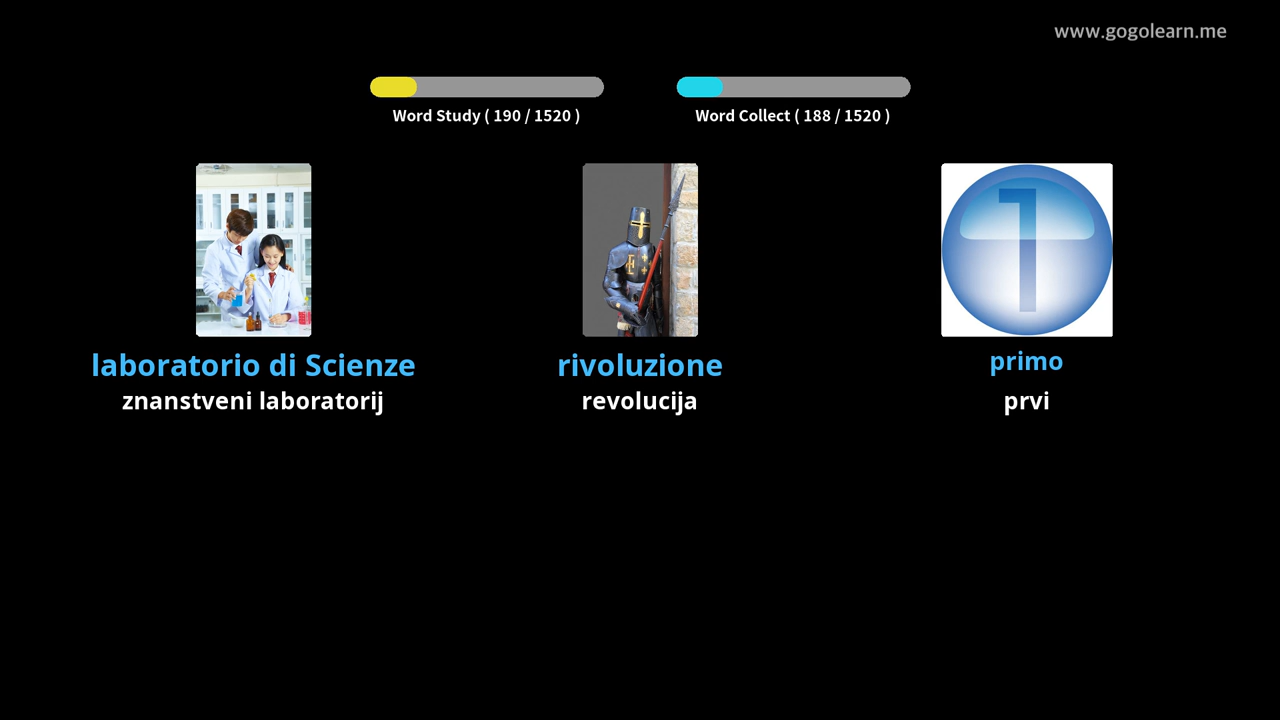 www.gogolearn.me
Word Study ( 190 / 1520 )
Word Collect ( 188 / 1520 )
1
laboratorio di Scienze
znanstveni laboratorij
rivoluzione
revolucija
primo
prvi